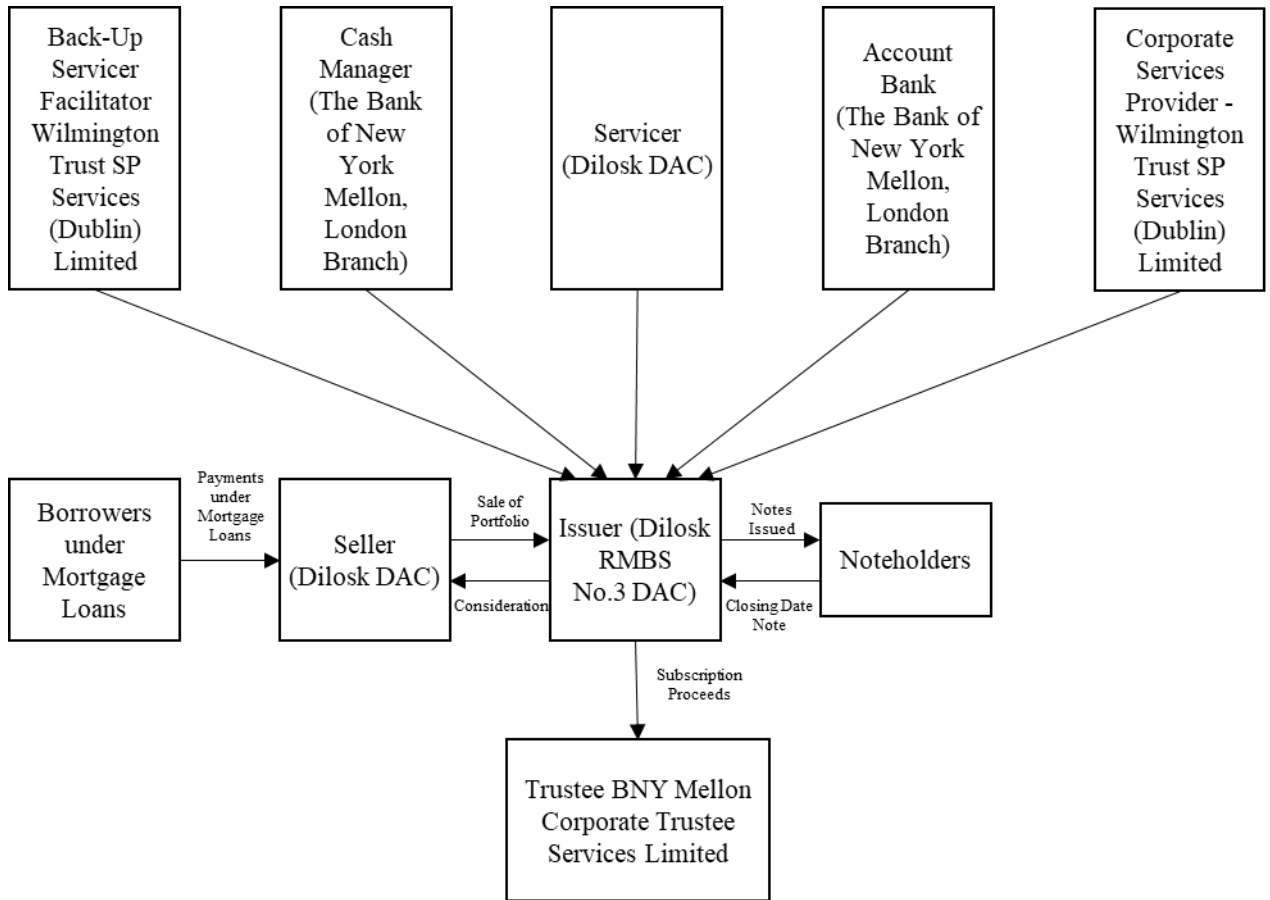 Back-Up
Servicer
Facilitator
Wilmington
Trust SP
Services
(Dublin)
Limited
Cash
Manager
(The Bank
of New
York
Mellon,
London
Branch)
Servicer
(Dilosk DAC)
Account
Bank
(The Bank of
New York
Mellon,
London
Branch)
Corporate
Services
Provider -
Wilmington
Trust SP
Services
(Dublin)
Limited
Borrowers
under
Mortgage
Loans
Payments
under
Mortgage
Loans
Seller
(Dilosk DAC)
Sale of
Portfolio
Consideration
Issuer (Dilosk
RMBS
No.3 DAC)
Notes
Issued
Closing Date
Note
Noteholders
Subscription
Proceeds
Trustee BNY Mellon
Corporate Trustee
Services Limited